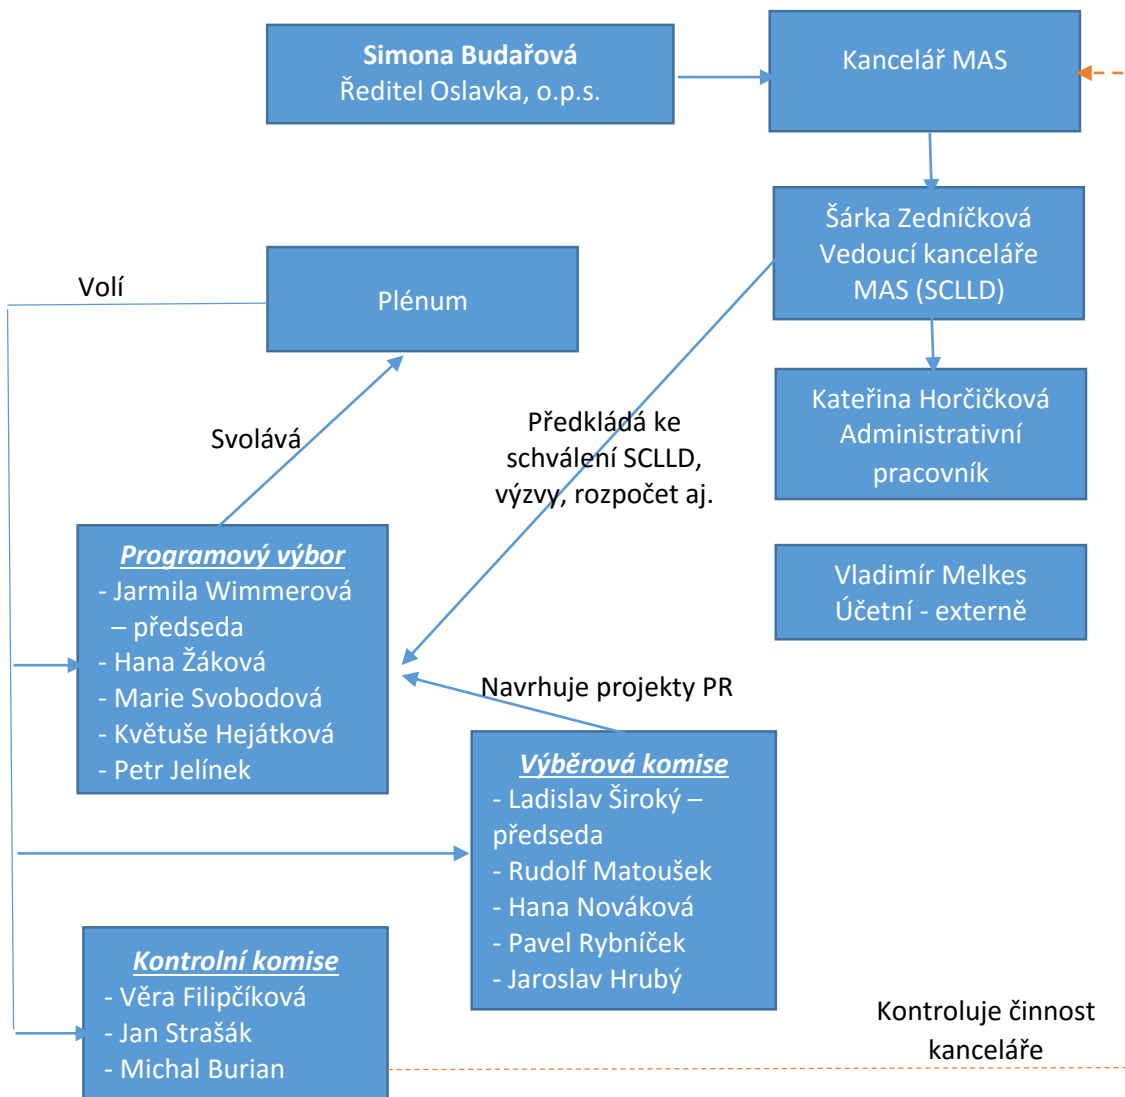 Simona Budařová
Ředitel Oslavka, o.p.s.
Kancelář MAS
Šárka Zedníčková
Vedoucí kanceláře
MAS (SCLLD)
Volí
Plénum
Kateřina Horčičková
Administrativní
pracovník
Předkládá ke
schválení SCLLD,
výzvy, rozpočet aj.
Svolává
Programový výbor
- Jarmila Wimmerová
– předseda
- Hana Žáková
- Marie Svobodová
- Květuše Hejátková
- Petr Jelínek
Vladimír Melkes
Účetní - externě
Navrhuje projekty PR
Výběrová komise
- Ladislav Široký –
předseda
- Rudolf Matoušek
- Hana Nováková
- Pavel Rybníček
- Jaroslav Hrubý
Kontrolní komise
- Věra Filipčíková
- Jan Strašák
- Michal Burian
Kontroluje činnost
kanceláře